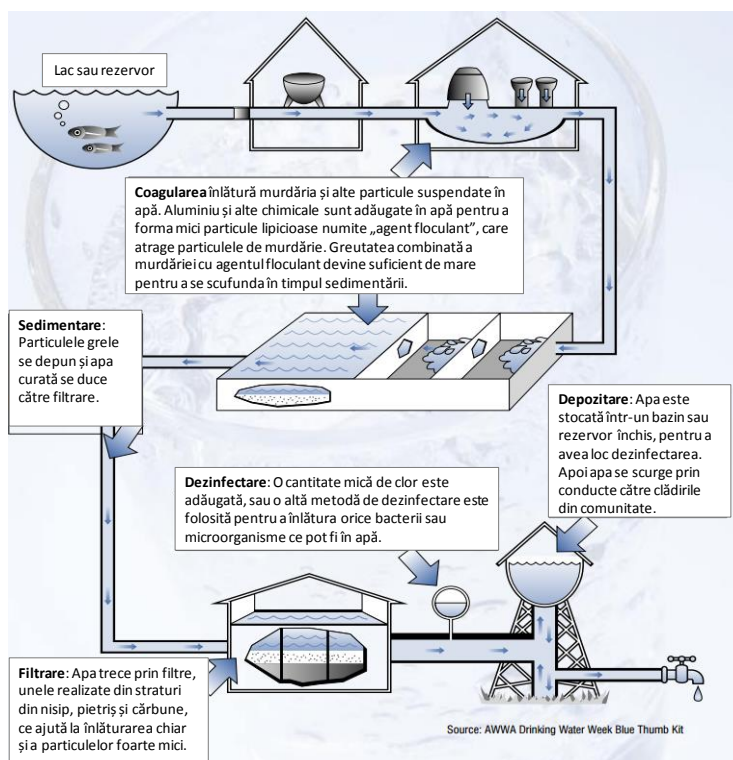 Lac sau rezervor
Coagularea înlătură murdăria și alte particule suspendate în
apă. Aluminiu și alte chimicale sunt adăugate în apă pentru a
forma mici particule lipicioase numite „agent floculant”, care
atrage particulele de murdărie. Greutatea combinată a
murdăriei cu agentul floculant devine suficient de mare
pentru a se scufunda în timpul sedimentării.
Sedimentare:
Particulele grele
se depun și apa
curată se duce
către filtrare.
Depozitare: Apa este
stocată într-un bazin sau
rezervor închis, pentru a
avea loc dezinfectarea.
Apoi apa se scurge prin
conducte către clădirile
din comunitate.
Dezinfectare: O cantitate mică de clor este
adăugată, sau o altă metodă de dezinfectare este
folosită pentru a înlătura orice bacterii sau
microorganisme ce pot fi în apă.
Filtrare: Apa trece prin filtre,
unele realizate din straturi
din nisip, pietriș și cărbune,
ce ajută la înlăturarea chiar
și a particulelor foarte mici.
Source: AWWA Drinking Water Week Blue Thumb Kit